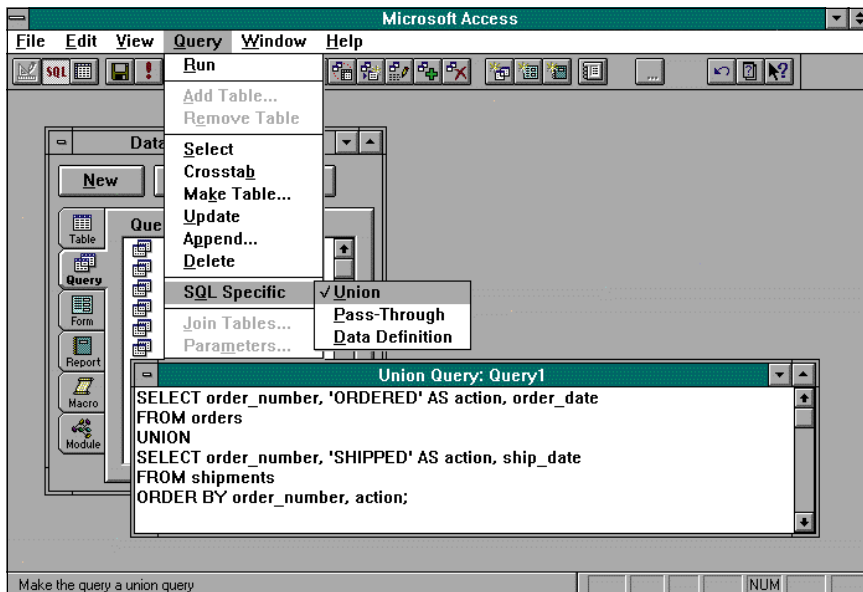 Microsoft Access
File Edit View Query Window Help
SQL
Run
Add Table...
Remove Table
Data
Select
Crosstab
New
Make Table...
Update
Que
Append...
Table
Delete
Query
SQL Specific
✓Union
Pass-Through
Form
Join Tables...
Data Definition
Parameters...
Report
Union Query: Query1
Macro
SELECT order_number, 'ORDERED' AS action, order_date
FROM orders
UNION
Module
SELECT order_number, 'SHIPPED' AS action, ship_date
FROM shipments
ORDER BY order_number, action;
Make the query a union query
NUM